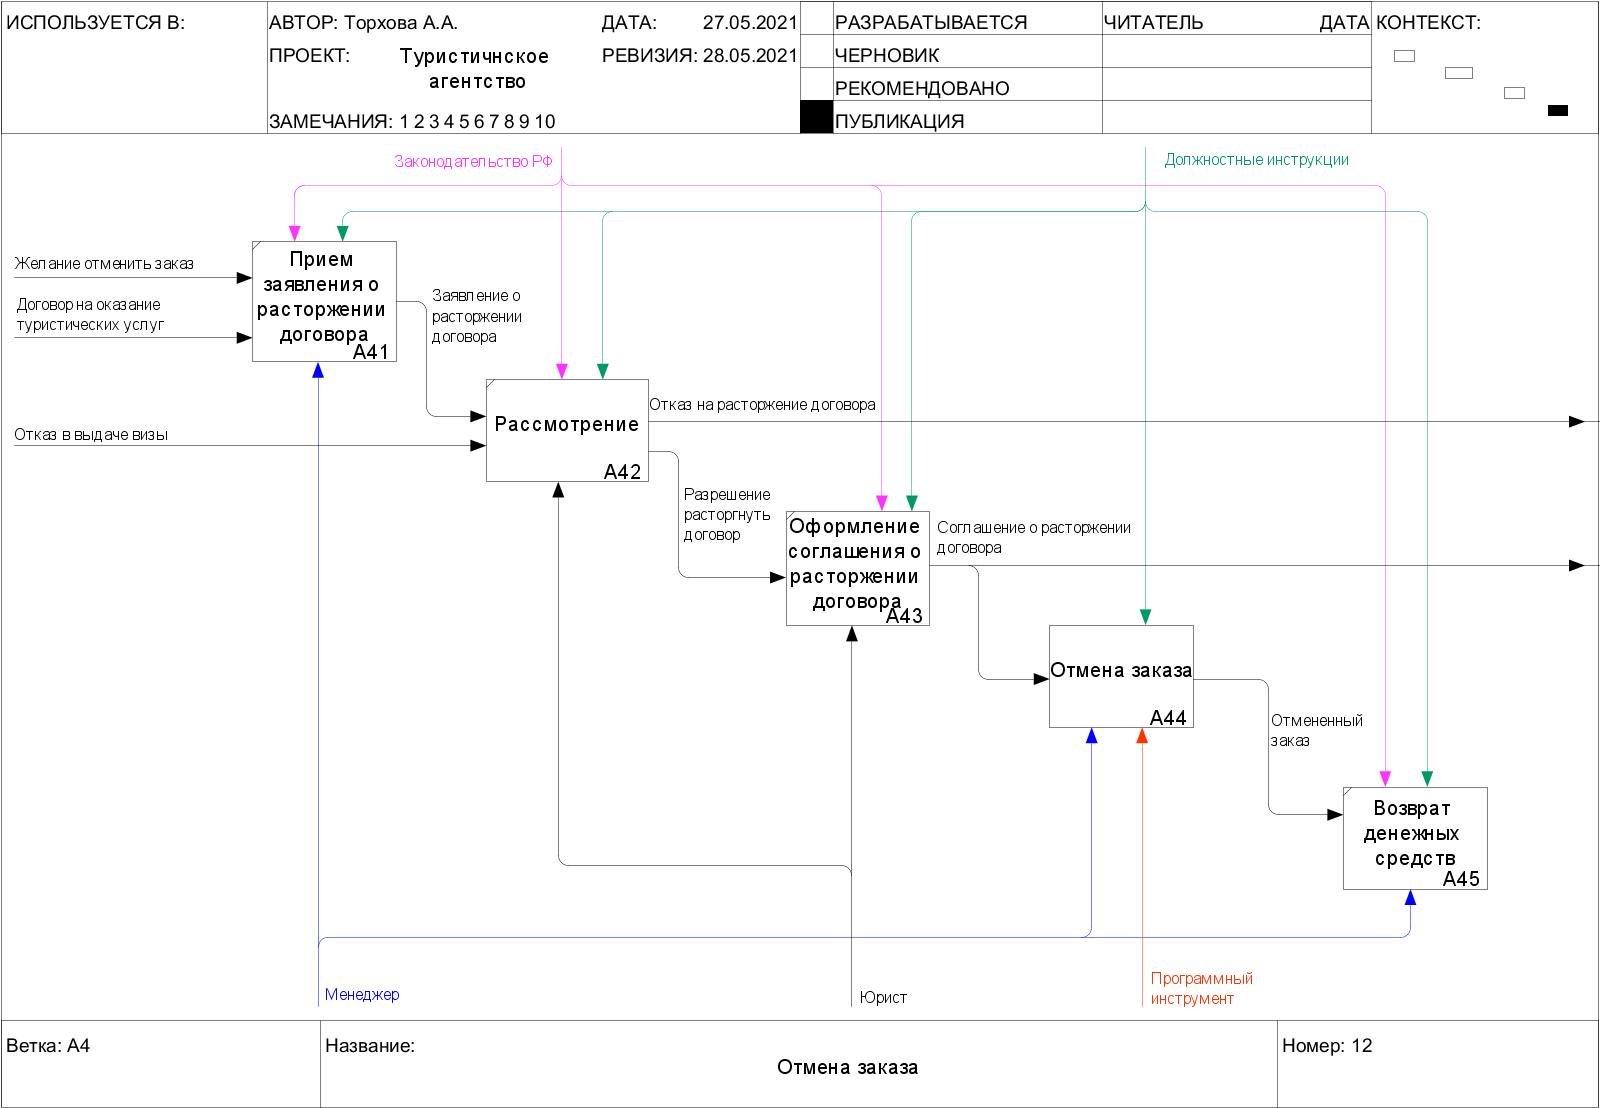 ИСПОЛЬЗУЕТСЯ В:
АВТОР: Торхова А.А.
ДАТА: 27.05.2021
ПРОЕКТ: Туристичнское
агентство
РЕВИЗИЯ: 28.05.2021
ЗАМЕЧАНИЯ: 1 2 3 4 5 6 7 8 9 10
РАЗРАБАТЫВАЕТСЯ
ЧЕРНОВИК
РЕКОМЕНДОВАНО
ПУБЛИКАЦИЯ
ЧИТАТЕЛЬ
ДАТА
КОНТЕКСТ:
Законодательство РФ
Должностные инструкции
Желание отменить заказ
Договор на оказание
туристических услуг
Прием
заявления о
расторжении
договора
A41
Заявление о
расторжении
договора
Отказ в выдаче визы
Рассмотрение
A42
Отказ на расторжение договора
Разрешение
расторгнуть
договор
Оформление
соглашения о
расторжении
договора
A43
Соглашение о расторжении
договора
Отмена заказа
A44
Отмененный
заказ
Возврат
денежных
средств
A45
Менеджер
Юрист
Программный
инструмент
Ветка: A4
Название:
Отмена заказа
Номер: 12